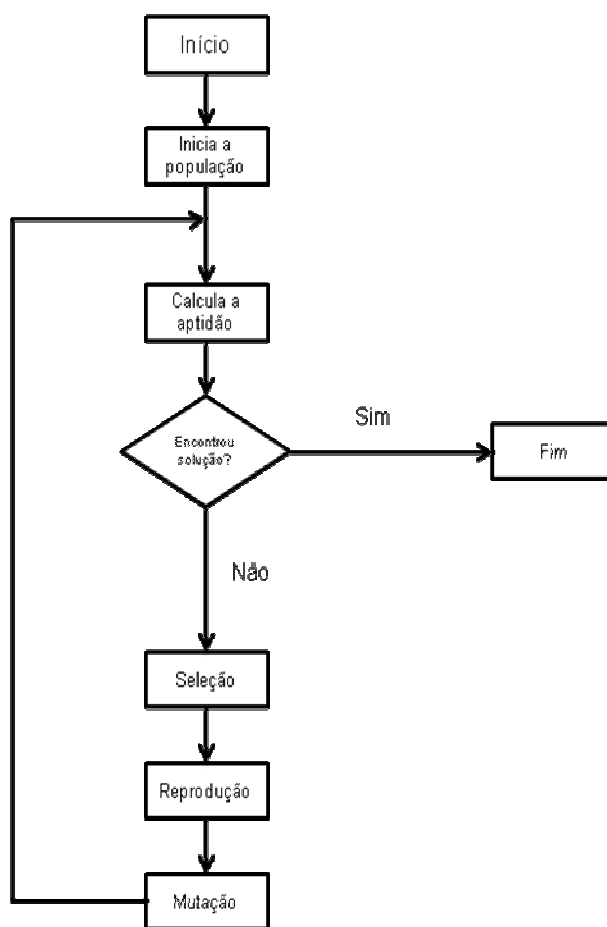 Início
Inicia a
população
Calcula a
aptidão
Encontrou
solução?
Sim
Fim
Não
Seleção
Reprodução
Mutação